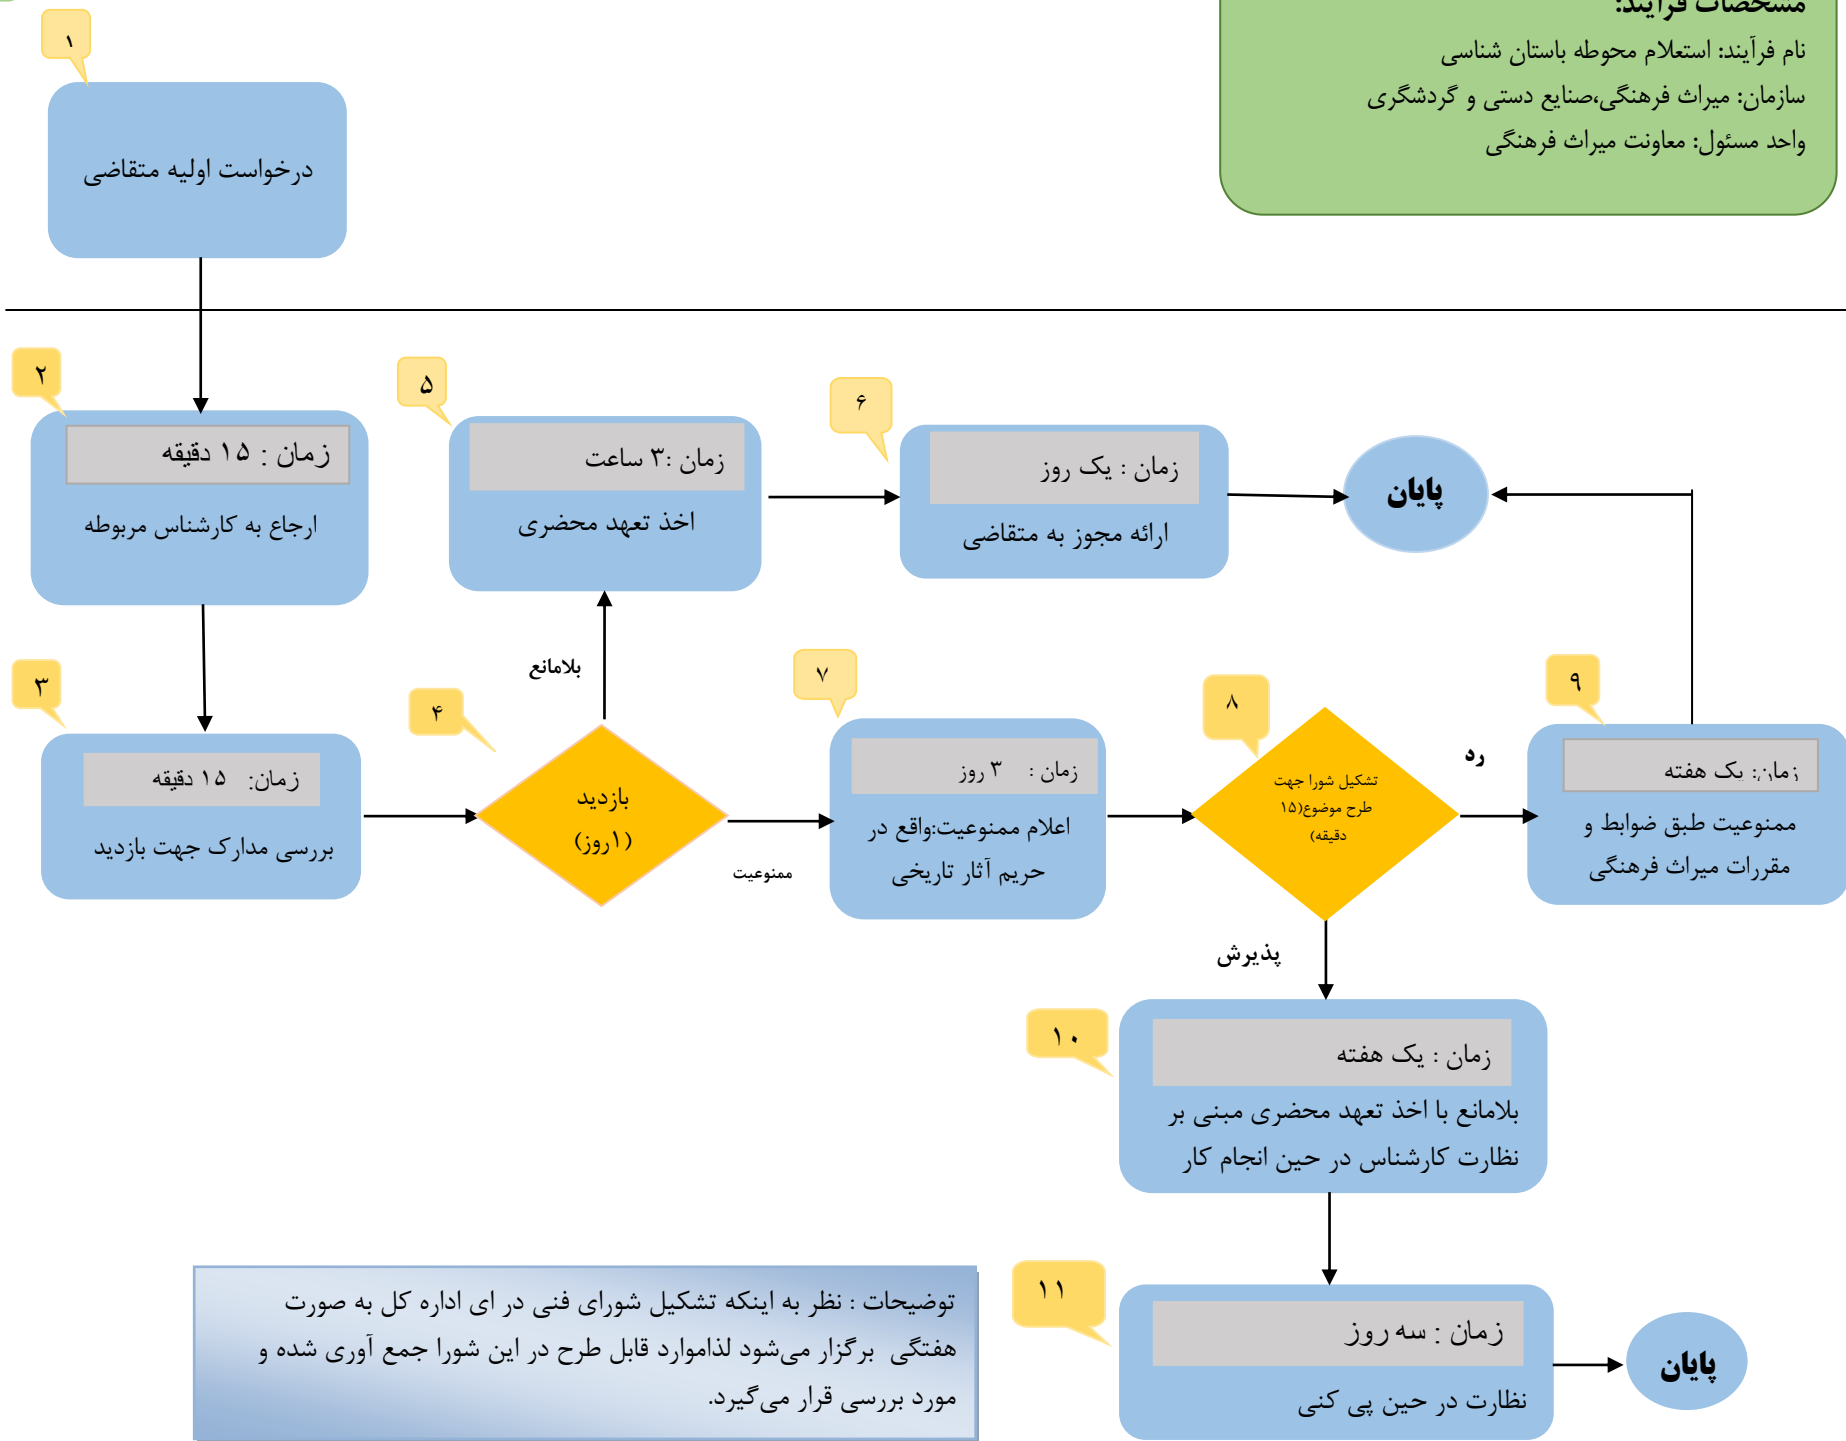 مشخصات فرآیند:
نام فرآیند: استعلام محوطه باستان شناسی
سازمان: میراث فرهنگی،صنایع دستی و گردشگری
واحد مسئول: معاونت میراث فرهنگی
۱
درخواست اولیه متقاضی
۲
زمان : ۱۵ دقیقه
ارجاع به کارشناس مربوطه
۳
زمان: ۱۵ دقیقه
بررسی مدارک جهت بازدید
۴
بازدید
(۱روز)
بلامانع
ممنوعیت
۵
زمان :۳ ساعت
اخذ تعهد محضری
۶
زمان : یک روز
ارائه مجوز به متقاضی
پایان
۷
زمان : ۳ روز
اعلام ممنوعیت:واقع در
حریم آثار تاریخی
۸
تشکیل شورا جهت
طرح موضوع(۱۵
دقیقه)
رد
پذیرش
۹
زمان: یک هفته
ممنوعیت طبق ضوابط و
مقررات میراث فرهنگی
۱۰
زمان : یک هفته
بلامانع با اخذ تعهد محضری مبنی بر
نظارت کارشناس در حین انجام کار
۱۱
زمان : سه روز
نظارت در حین پی کنی
پایان
توضیحات : نظر به اینکه تشکیل شورای فنی در ای اداره کل به صورت
هفتگی برگزار می‌شود لذاموارد قابل طرح در این شورا جمع آوری شده و
مورد بررسی قرار می‌گیرد.